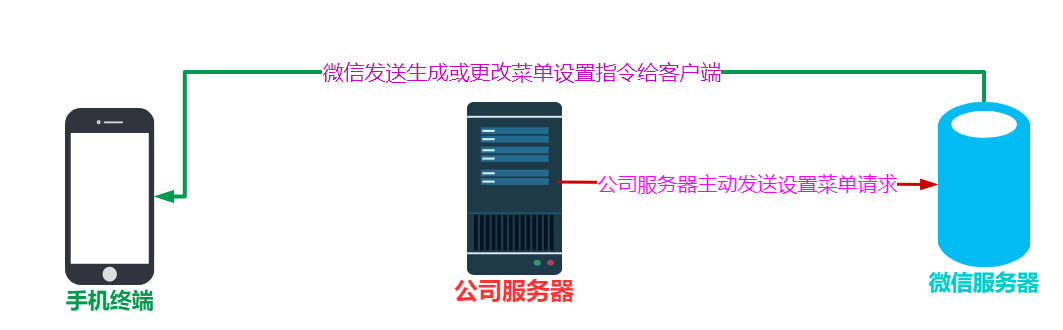 微信发送生成或更改菜单设置指令给客户端
公司服务器主动发送设置菜单请求
手机终端
公司服务器
微信服务器